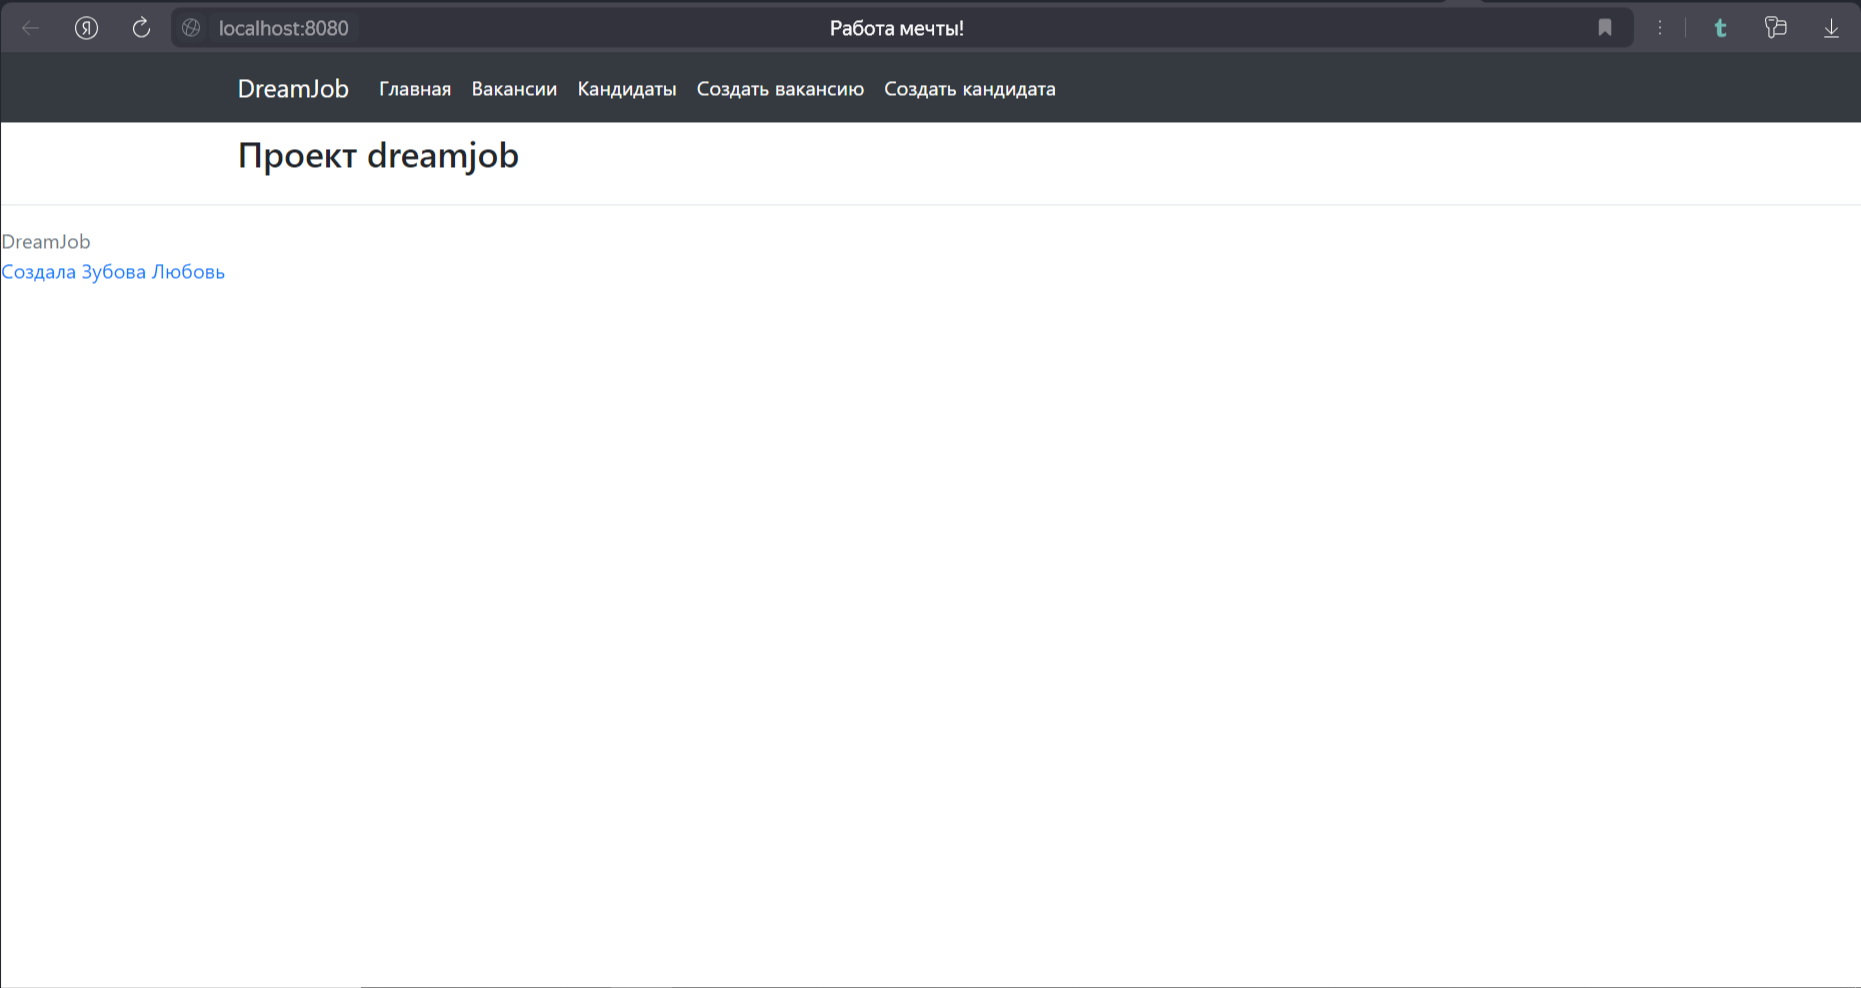 localhost:8080 Работа мечты! t
DreamJob Главная Вакансии Кандидаты Создать вакансию Создать кандидата
Проект dreamjob
DreamJob
Создала Зубова Любовь